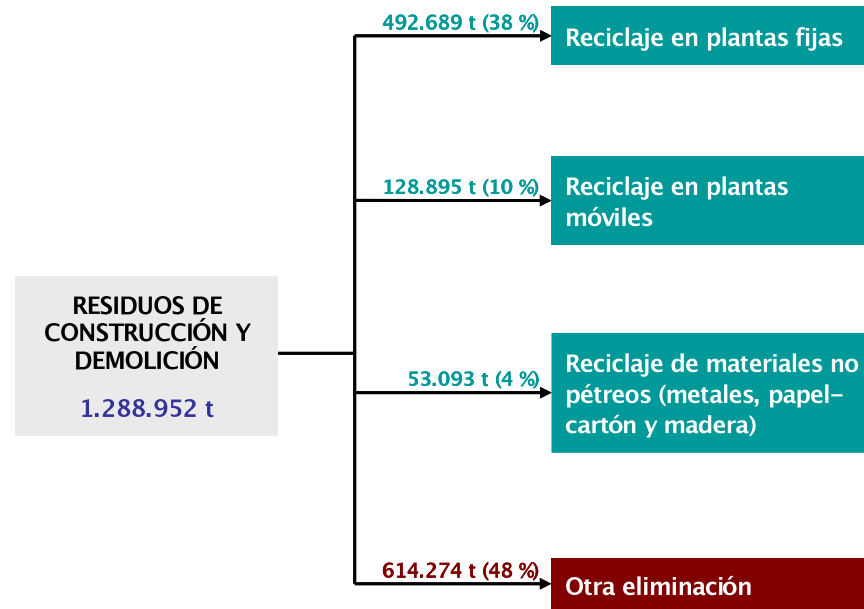 492.689 t (38 %)
Reciclaje en plantas fijas
128.895 t (10 %)
Reciclaje en plantas
móviles
RESIDUOS DE
CONSTRUCCIÓN Y
DEMOLICIÓN
1.288.952 t
53.093 t (4 %)
Reciclaje de materiales no
pétreos (metales, papel-
cartón y madera)
614.274 t (48 %)
Otra eliminación